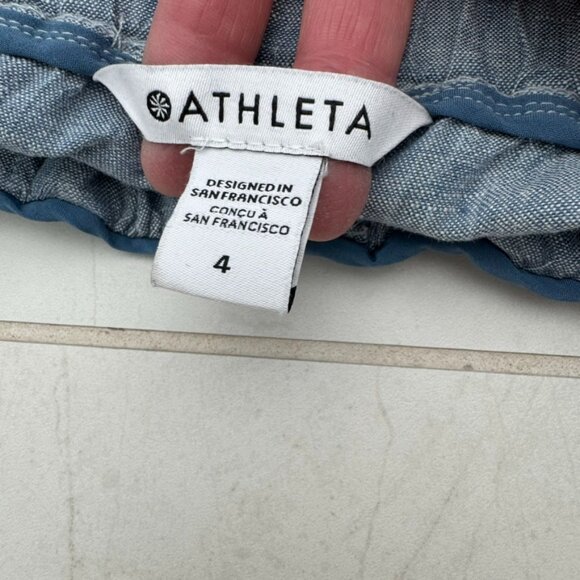 ATHLETA
DESIGNED IN
SAN FRANCISCO
CONÇU À
SAN FRANCISCO
4